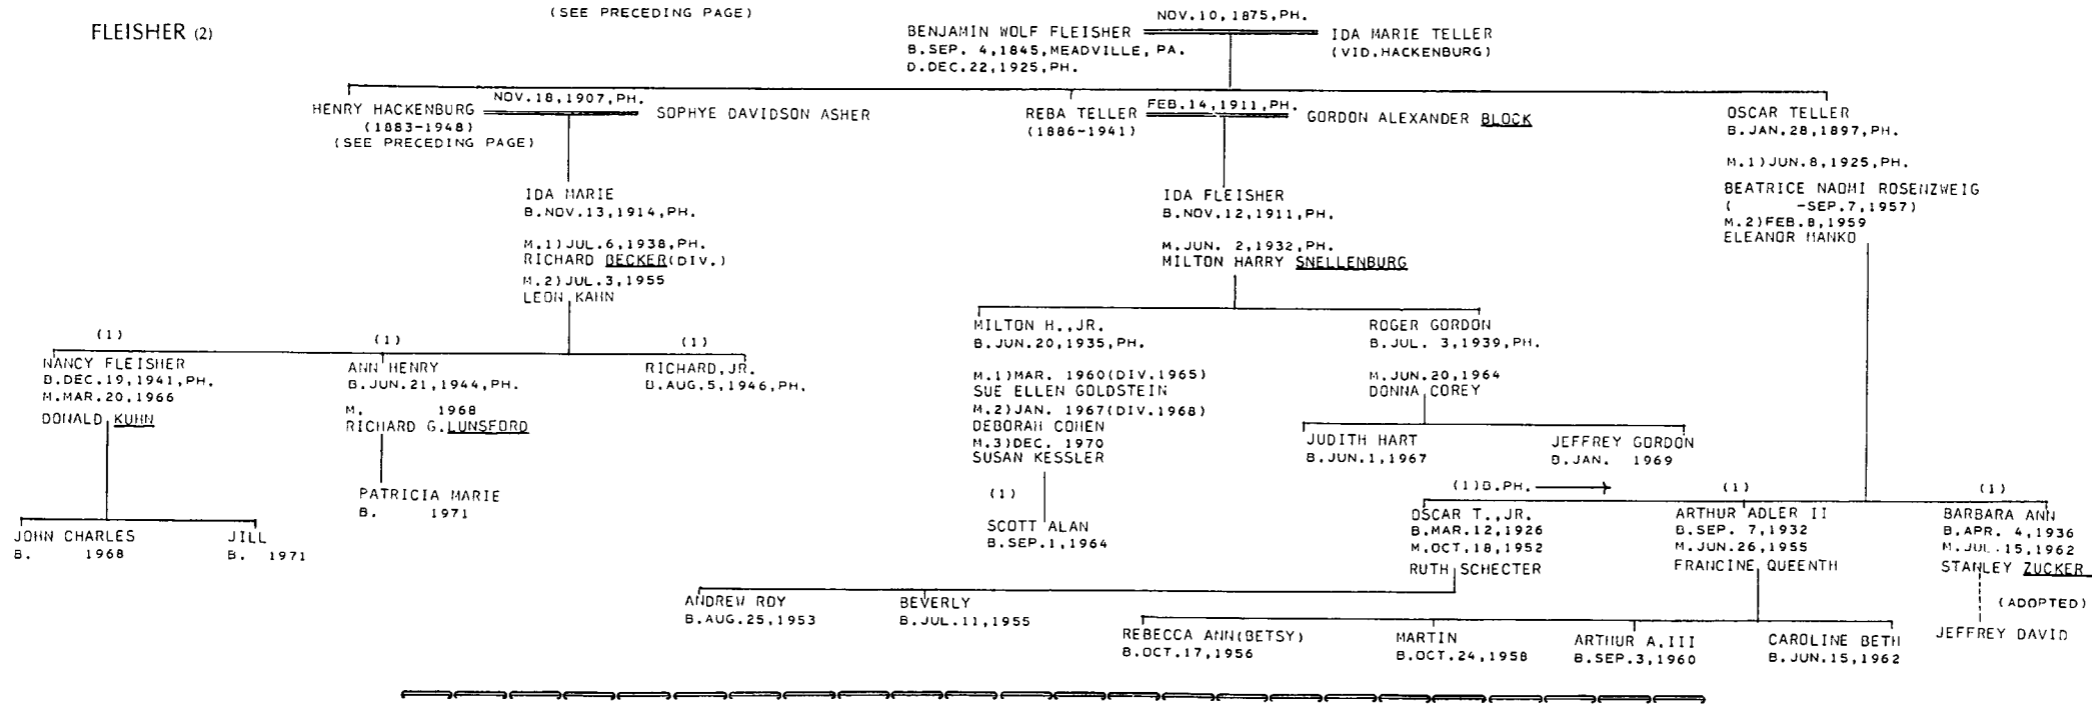 FLEISHER (2)
(SEE PRECEDING PAGE)
BENJAMIN WOLF FLEISHER
B.SEP. 4,1845,MEADVILLE, PA.
D.DEC.22,1925,PH.
NOV.10,1875,PH.
IDA MARIE TELLER
(VID.HACKENBURG)
HENRY HACKENBURG
(1883-1948)
(SEE PRECEDING PAGE)
NOV.18,1907,PH.
SOPHYE DAVIDSON ASHER
REBA TELLER
(1886-1941)
FEB.14,1911,PH.
GORDON ALEXANDER BLOCK
OSCAR TELLER
B.JAN.28,1897,PH.
M.1)JUN.8,1925,PH.
BEATRICE NAOMI ROSENZWEIG
( -SEP.7,1957)
M.2)FEB.8,1959
ELEANOR MANKO
IDA MARIE
B.NOV.13,1914,PH.
M.1)JUL.6,1938,PH.
RICHARD BECKER(DIV.)
M.2)JUL.3,1955
LEON KAHN
IDA FLEISHER
B.NOV.12,1911,PH.
M.JUN. 2,1932,PH.
MILTON HARRY SNELLENBURG
(1)
NANCY FLEISHER
B.DEC.19,1941,PH.
M.MAR.20,1966
DONALD KUHN
(1)
ANN HENRY
B.JUN.21,1944,PH.
M. 1968
RICHARD G.LUNSFORD
(1)
RICHARD,JR.
B.AUG.5,1946,PH.
MILTON H.,JR.
B.JUN.20,1935,PH.
M.1)MAR. 1960(DIV.1965)
SUE ELLEN GOLDSTEIN
M.2)JAN. 1967(DIV.1968)
DEBORAH COHEN
M.3)DEC. 1970
SUSAN KESSLER
ROGER GORDON
B.JUL. 3,1939,PH.
M.JUN.20,1964
DONNA COREY
JUDITH HART
B.JUN.1,1967
JEFFREY GORDON
B.JAN. 1969
PATRICIA MARIE
B. 1971
JOHN CHARLES
B. 1968
JILL
B. 1971
(1)
SCOTT ALAN
B.SEP.1,1964
(1)B.PH.
OSCAR T.,JR.
B.MAR.12,1926
M.OCT.18,1952
RUTH SCHECTER
(1)
ARTHUR ADLER II
B.SEP. 7,1932
M.JUN.26,1955
FRANCINE QUEENTH
(1)
BARBARA ANN
B.APR. 4,1936
M.JUL.15,1962
STANLEY ZUCKER
(ADOPTED)
JEFFREY DAVID
ANDREW ROY
B.AUG.25,1953
BEVERLY
B.JUL.11,1955
REBECCA ANN(BETSY)
B.OCT.17,1956
MARTIN
B.OCT.24,1958
ARTHUR A.III
B.SEP.3,1960
CAROLINE BETH
B.JUN.15,1962